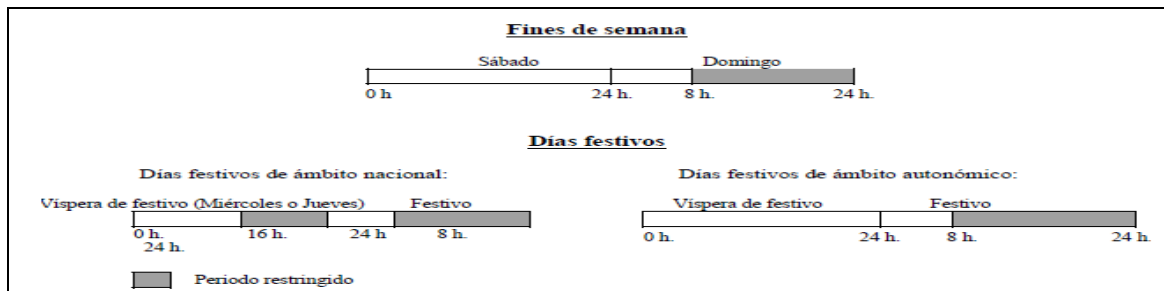 Fines de semana
Sábado Domingo
0 h 24 h. 8 h. 24 h.
Días festivos
Días festivos de ámbito nacional: Días festivos de ámbito autonómico:
Víspera de festivo (Miércoles o Jueves) Festivo Víspera de festivo Festivo
0 h. 16 h. 24 h 8 h. 0 h. 24 h. 8 h. 24 h.
24 h.
Periodo restringido